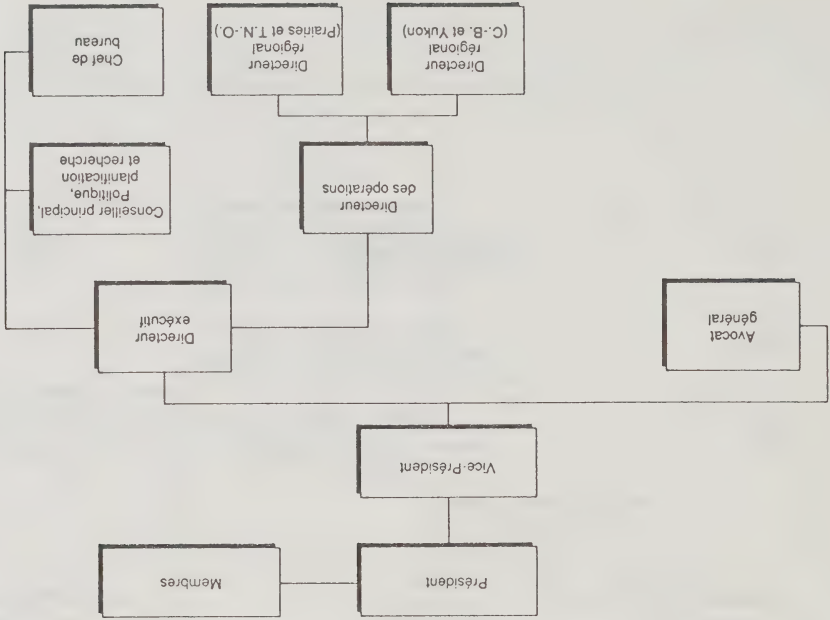 Président
Membres
Vice-Président
Avocat
général
Directeur
exécutif
Directeur
des opérations
Conseiller principal,
Politique,
planification
et recherche
Directeur
régional
(C.-B. et Yukon)
Directeur
régional
(Prairies et T.N.-O.)
Chef de
bureau